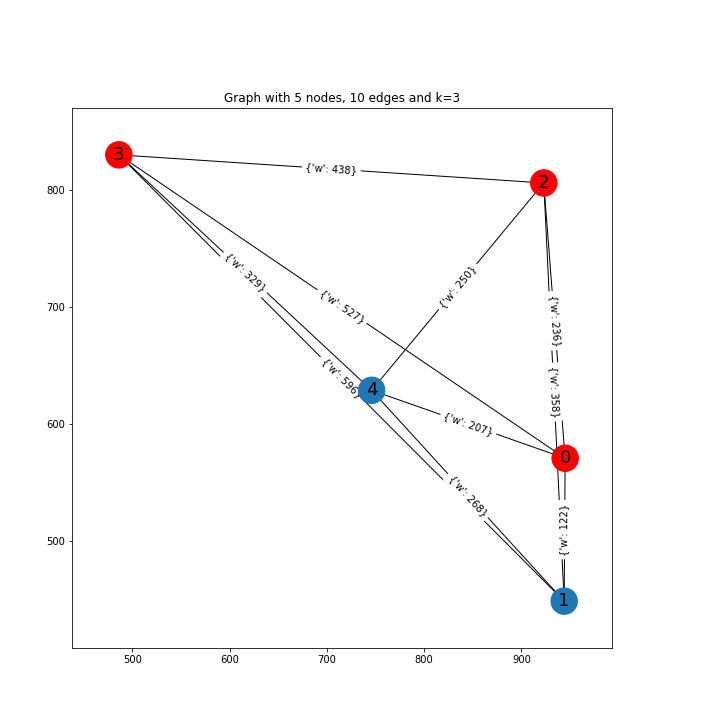 Graph with 5 nodes, 10 edges and k=3
3
2
{'w': 438}
800
{'w': 329}
{'w': 250}
{'w': 527}
700
{'w': 236}
{'w': 596}
4
{'w': 358}
600
{'w': 207}
0
{'w': 268}
500
{'w': 122}
1
500 600 700 800 900